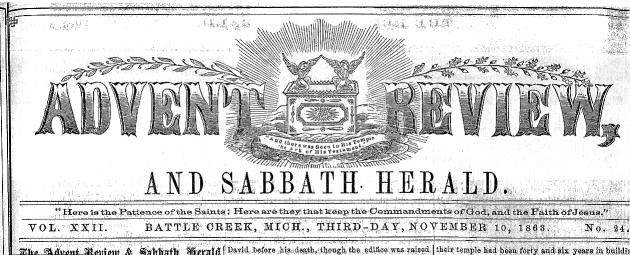 ADVENT REVIEW,
And there was Seen in His Temple
the Ark of His Testament.
AND SABBATH HERALD.
"Here is the Patience of the Saints: Here are they that keep the Commandments of God, and the Faith of Jesus."
VOL. XXII. BATTLE CREEK, MICH., THIRD-DAY, NOVEMBER 10, 1863. No. 24.
The Advent Review & Sabbath Herald
David before his death, though the edifice was raised
their temple had been forty and six years in